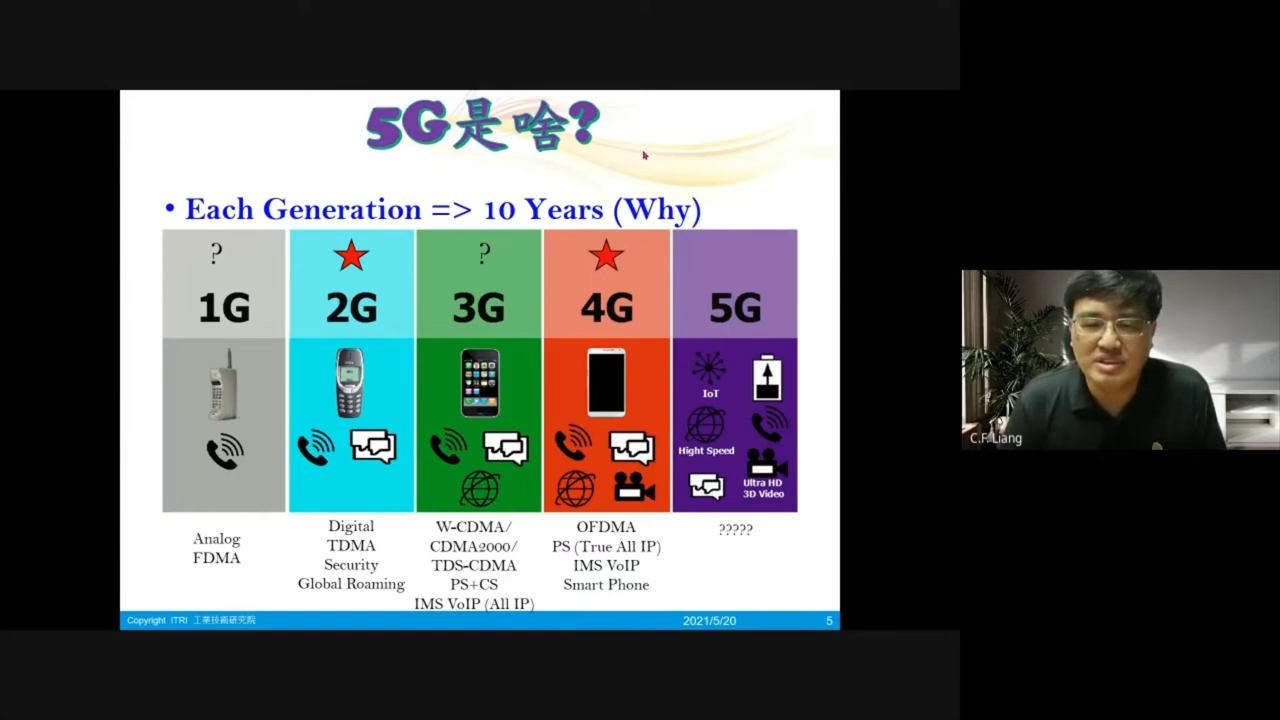 5G是啥?
• Each Generation => 10 Years (Why)
?
?
1G
2G
3G
4G
5G
IoT
Hight Speed
Ultra HD
3D Video
Analog
FDMA
Digital
TDMA
Security
Global Roaming
W-CDMA/
CDMA2000/
TDS-CDMA
PS+CS
IMS VoIP (All IP)
OFDMA
PS (True All IP)
IMS VoIP
Smart Phone
?????
Copyright ITRI 工業技術研究院
2021/5/20
5
C.F.Liang